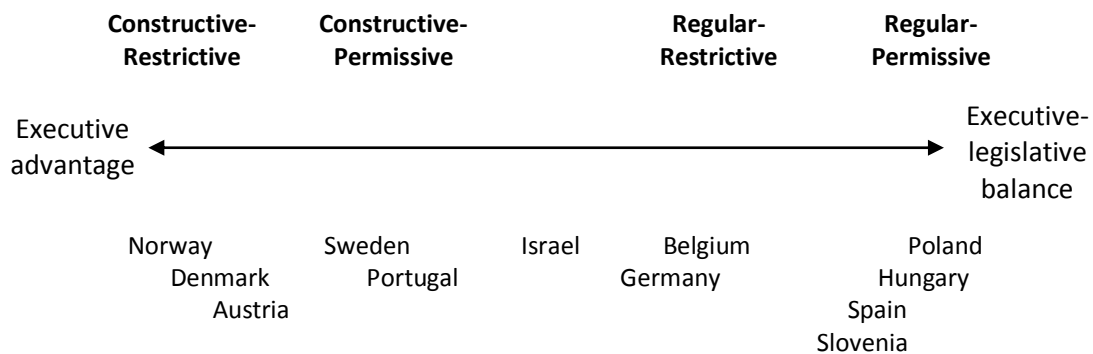 Constructive-
Restrictive
Constructive-
Permissive
Regular-
Restrictive
Regular-
Permissive
Executive
advantage
Executive-
legislative
balance
Norway
Denmark
Austria
Sweden
Portugal
Israel
Belgium
Germany
Poland
Hungary
Spain
Slovenia